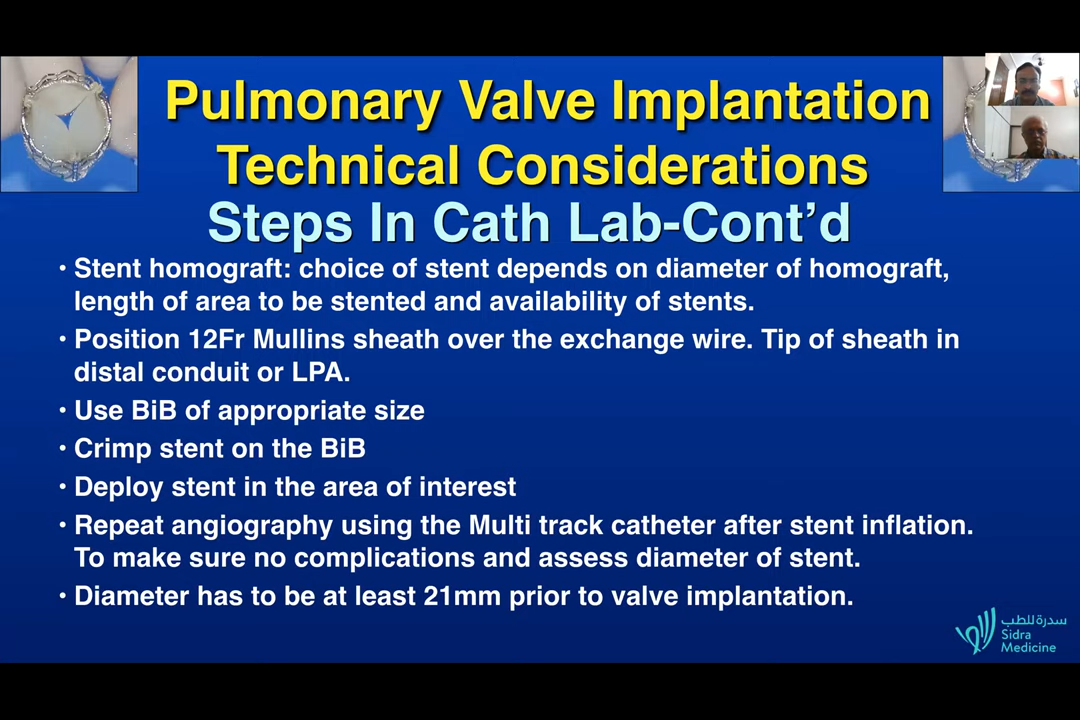 Pulmonary Valve Implantation
Technical Considerations
Steps In Cath Lab-Cont’d
• Stent homograft: choice of stent depends on diameter of homograft,
length of area to be stented and availability of stents.
• Position 12Fr Mullins sheath over the exchange wire. Tip of sheath in
distal conduit or LPA.
• Use BiB of appropriate size
• Crimp stent on the BiB
• Deploy stent in the area of interest
• Repeat angiography using the Multi track catheter after stent inflation.
To make sure no complications and assess diameter of stent.
• Diameter has to be at least 21mm prior to valve implantation.
سدرة للطب
Sidra
Medicine